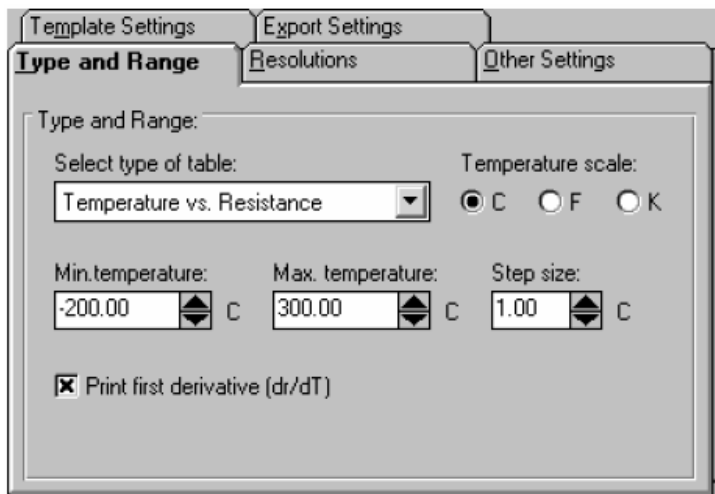 Template Settings Export Settings
Type and Range Resolutions Other Settings
Type and Range:
Select type of table: Temperature scale:
Temperature vs. Resistance C F K
Min.temperature: Max. temperature: Step size:
-200.00 C 300.00 C 1.00 C
Print first derivative (dr/dT)